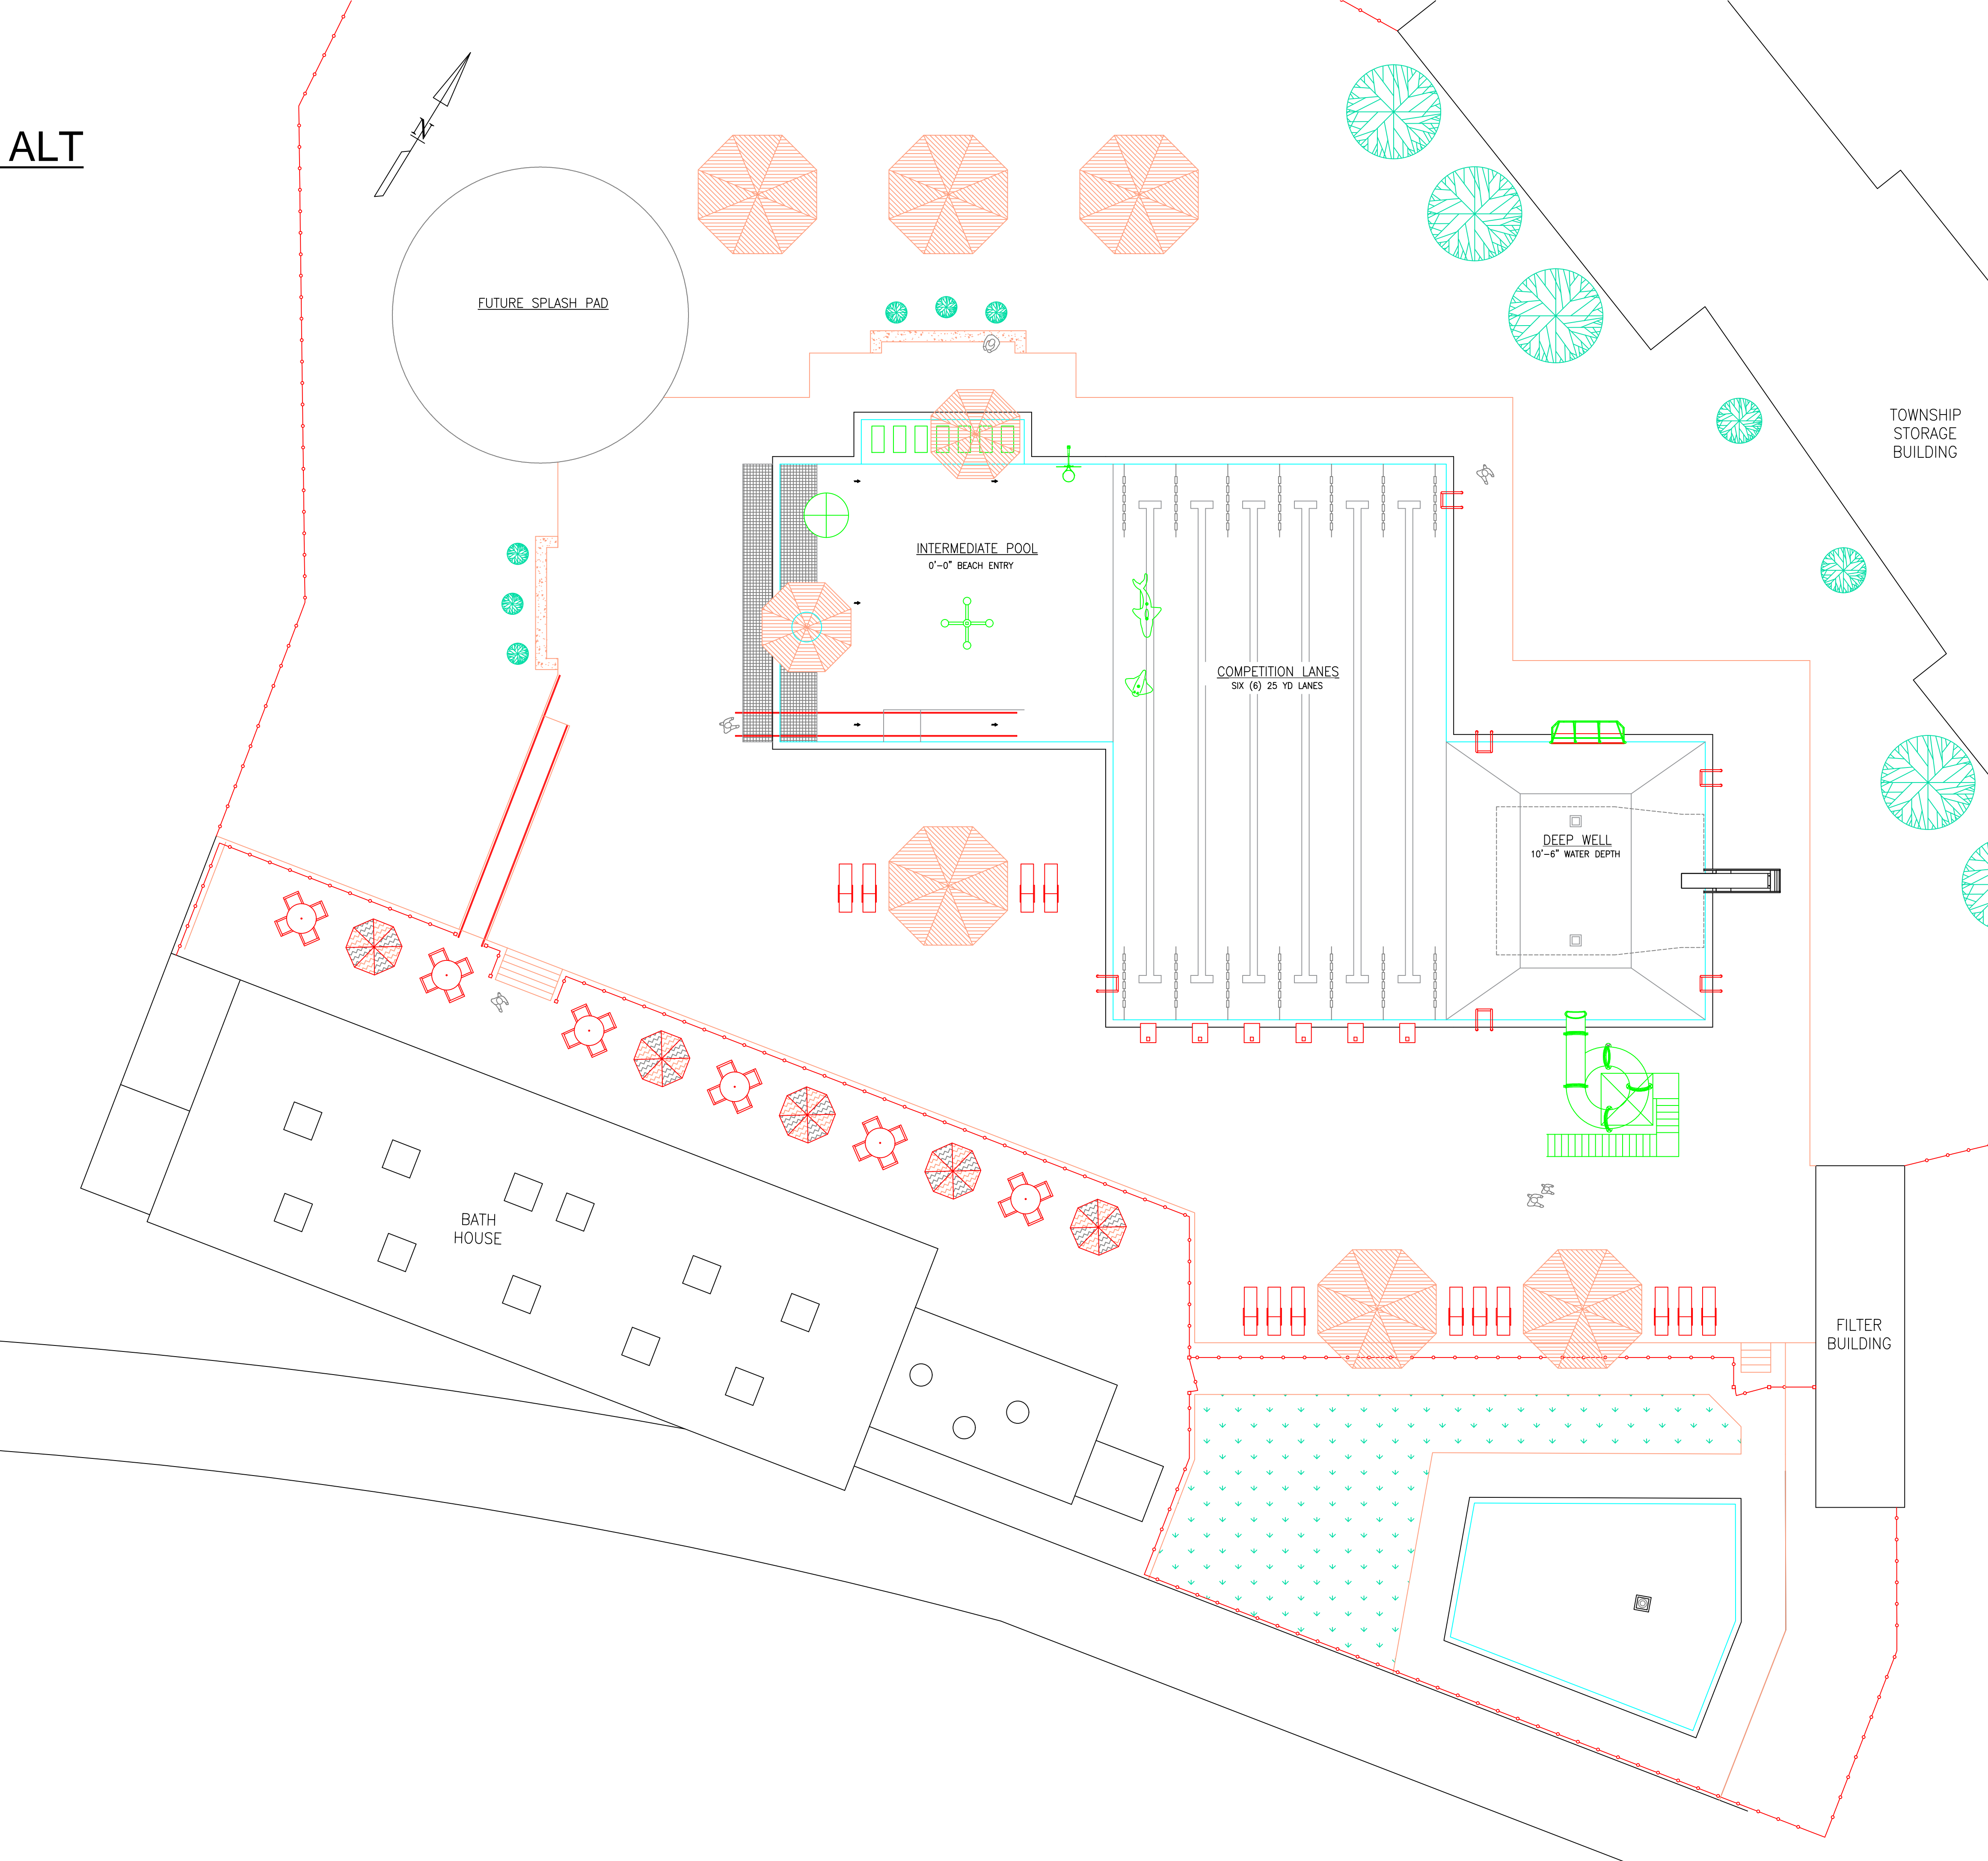 ALT
N
FUTURE SPLASH PAD
TOWNSHIP
STORAGE
BUILDING
INTERMEDIATE POOL
0'-0" BEACH ENTRY
COMPETITION LANES
SIX (6) 25 YD LANES
DEEP WELL
10'-6" WATER DEPTH
BATH
HOUSE
FILTER
BUILDING